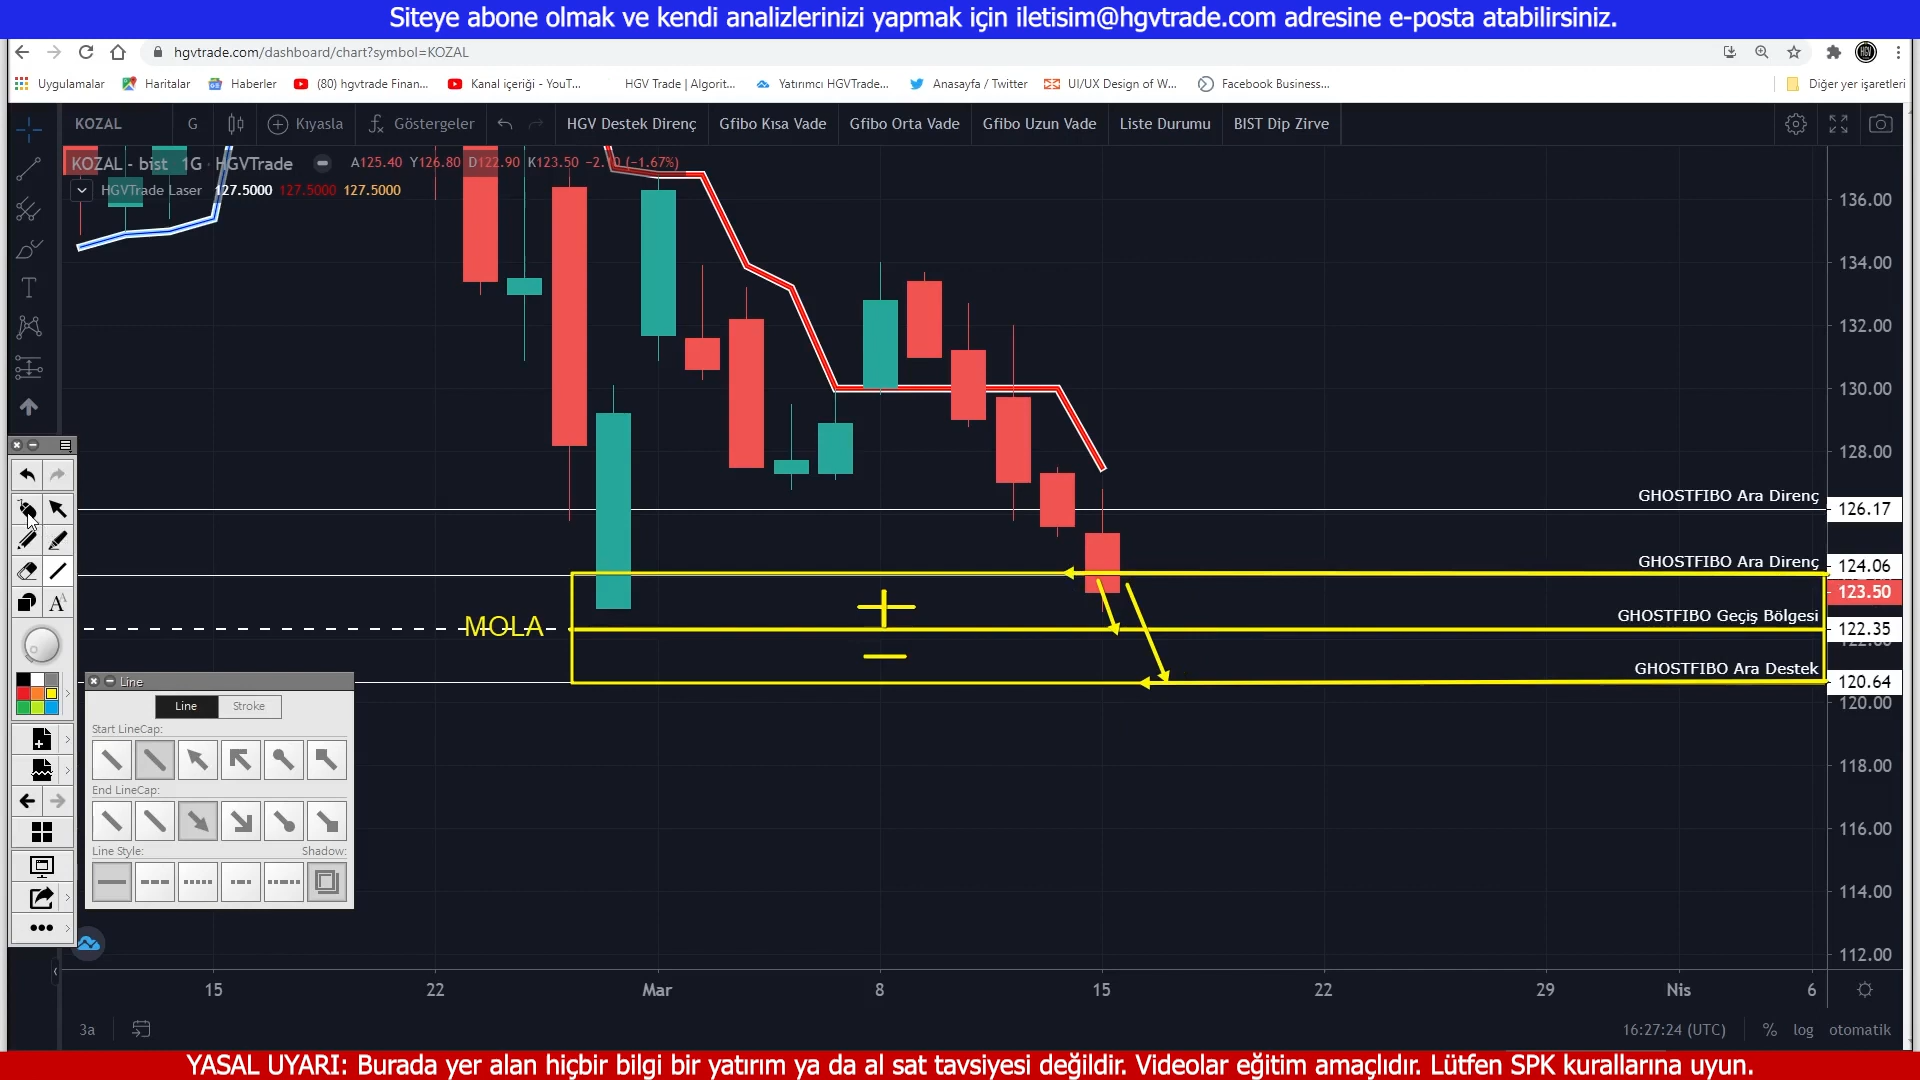 Siteye abone olmak ve kendi analizlerinizi yapmak için iletisim@hgvtrade.com adresine e-posta atabilirsiniz.
hgvtrade.com/dashboard/chart?symbol=KOZAL
Uygulamalar Haritalar Haberler (80) hgvtrade Finan... Kanal içeriği - YouT... HGV Trade | Algorit... Yatırımcı HGVTrade... Anasayfa / Twitter UI/UX Design of W... Facebook Business... Diğer yer işaretleri
KOZAL G Kıyasla Göstergeler HGV Destek Direnç Gfibo Kısa Vade Gfibo Orta Vade Gfibo Uzun Vade Liste Durumu BIST Dip Zirve
KOZAL - bist 1G HGVTrade A125.40 Y126.80 D122.90 K123.50 −2.10 (−1.67%)
HGVTrade Laser 127.5000 127.5000 127.5000
136.00
134.00
132.00
130.00
128.00
GHOSTFIBO Ara Direnç 126.17
GHOSTFIBO Ara Direnç 124.06
123.50
GHOSTFIBO Geçiş Bölgesi 122.35
MOLA
GHOSTFIBO Ara Destek 120.64
120.00
118.00
116.00
114.00
112.00
Line
Line Stroke
Start LineCap:
End LineCap:
Line Style: Shadow:
15 22 Mar 8 15 22 29 Nis 6
3a 16:27:24 (UTC) % log otomatik
YASAL UYARI: Burada yer alan hiçbir bilgi bir yatırım ya da al sat tavsiyesi değildir. Videolar eğitim amaçlıdır. Lütfen SPK kurallarına uyun.